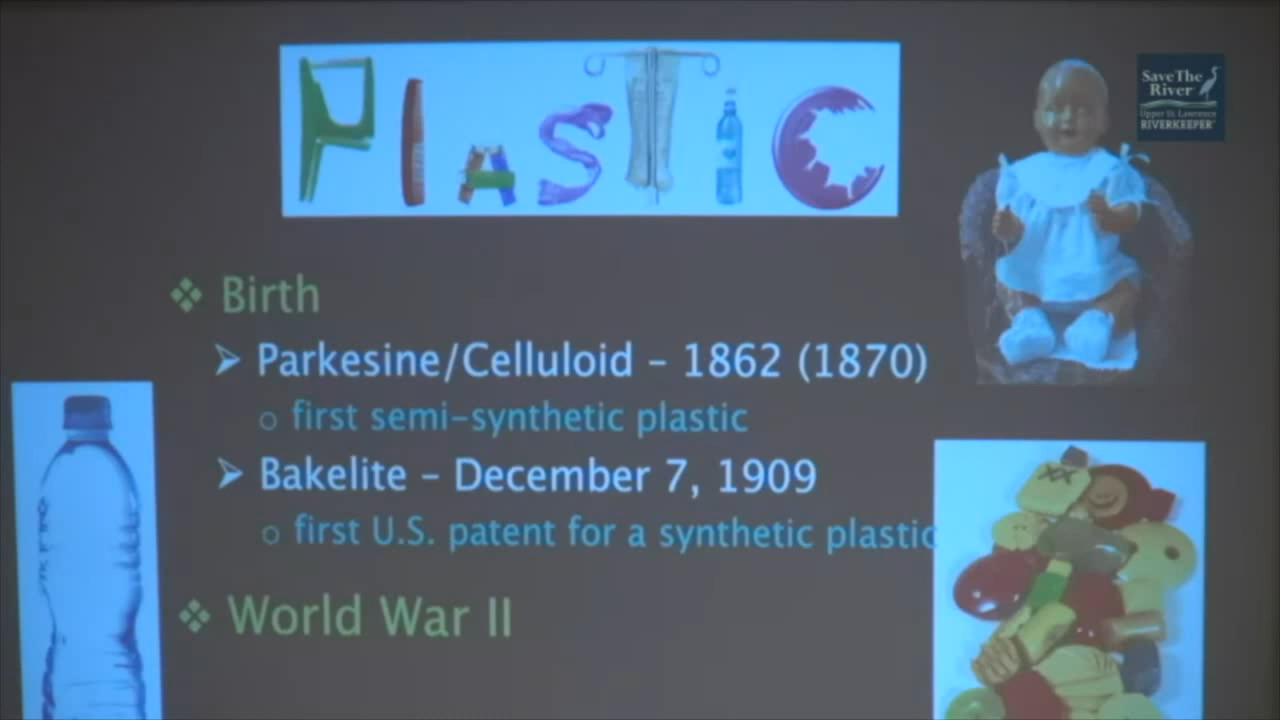 PLASTIC
Save The
River
Upper St. Lawrence
RIVERKEEPER
❖ Birth
➢ Parkesine/Celluloid – 1862 (1870)
o first semi-synthetic plastic
➢ Bakelite – December 7, 1909
o first U.S. patent for a synthetic plastic
❖ World War II